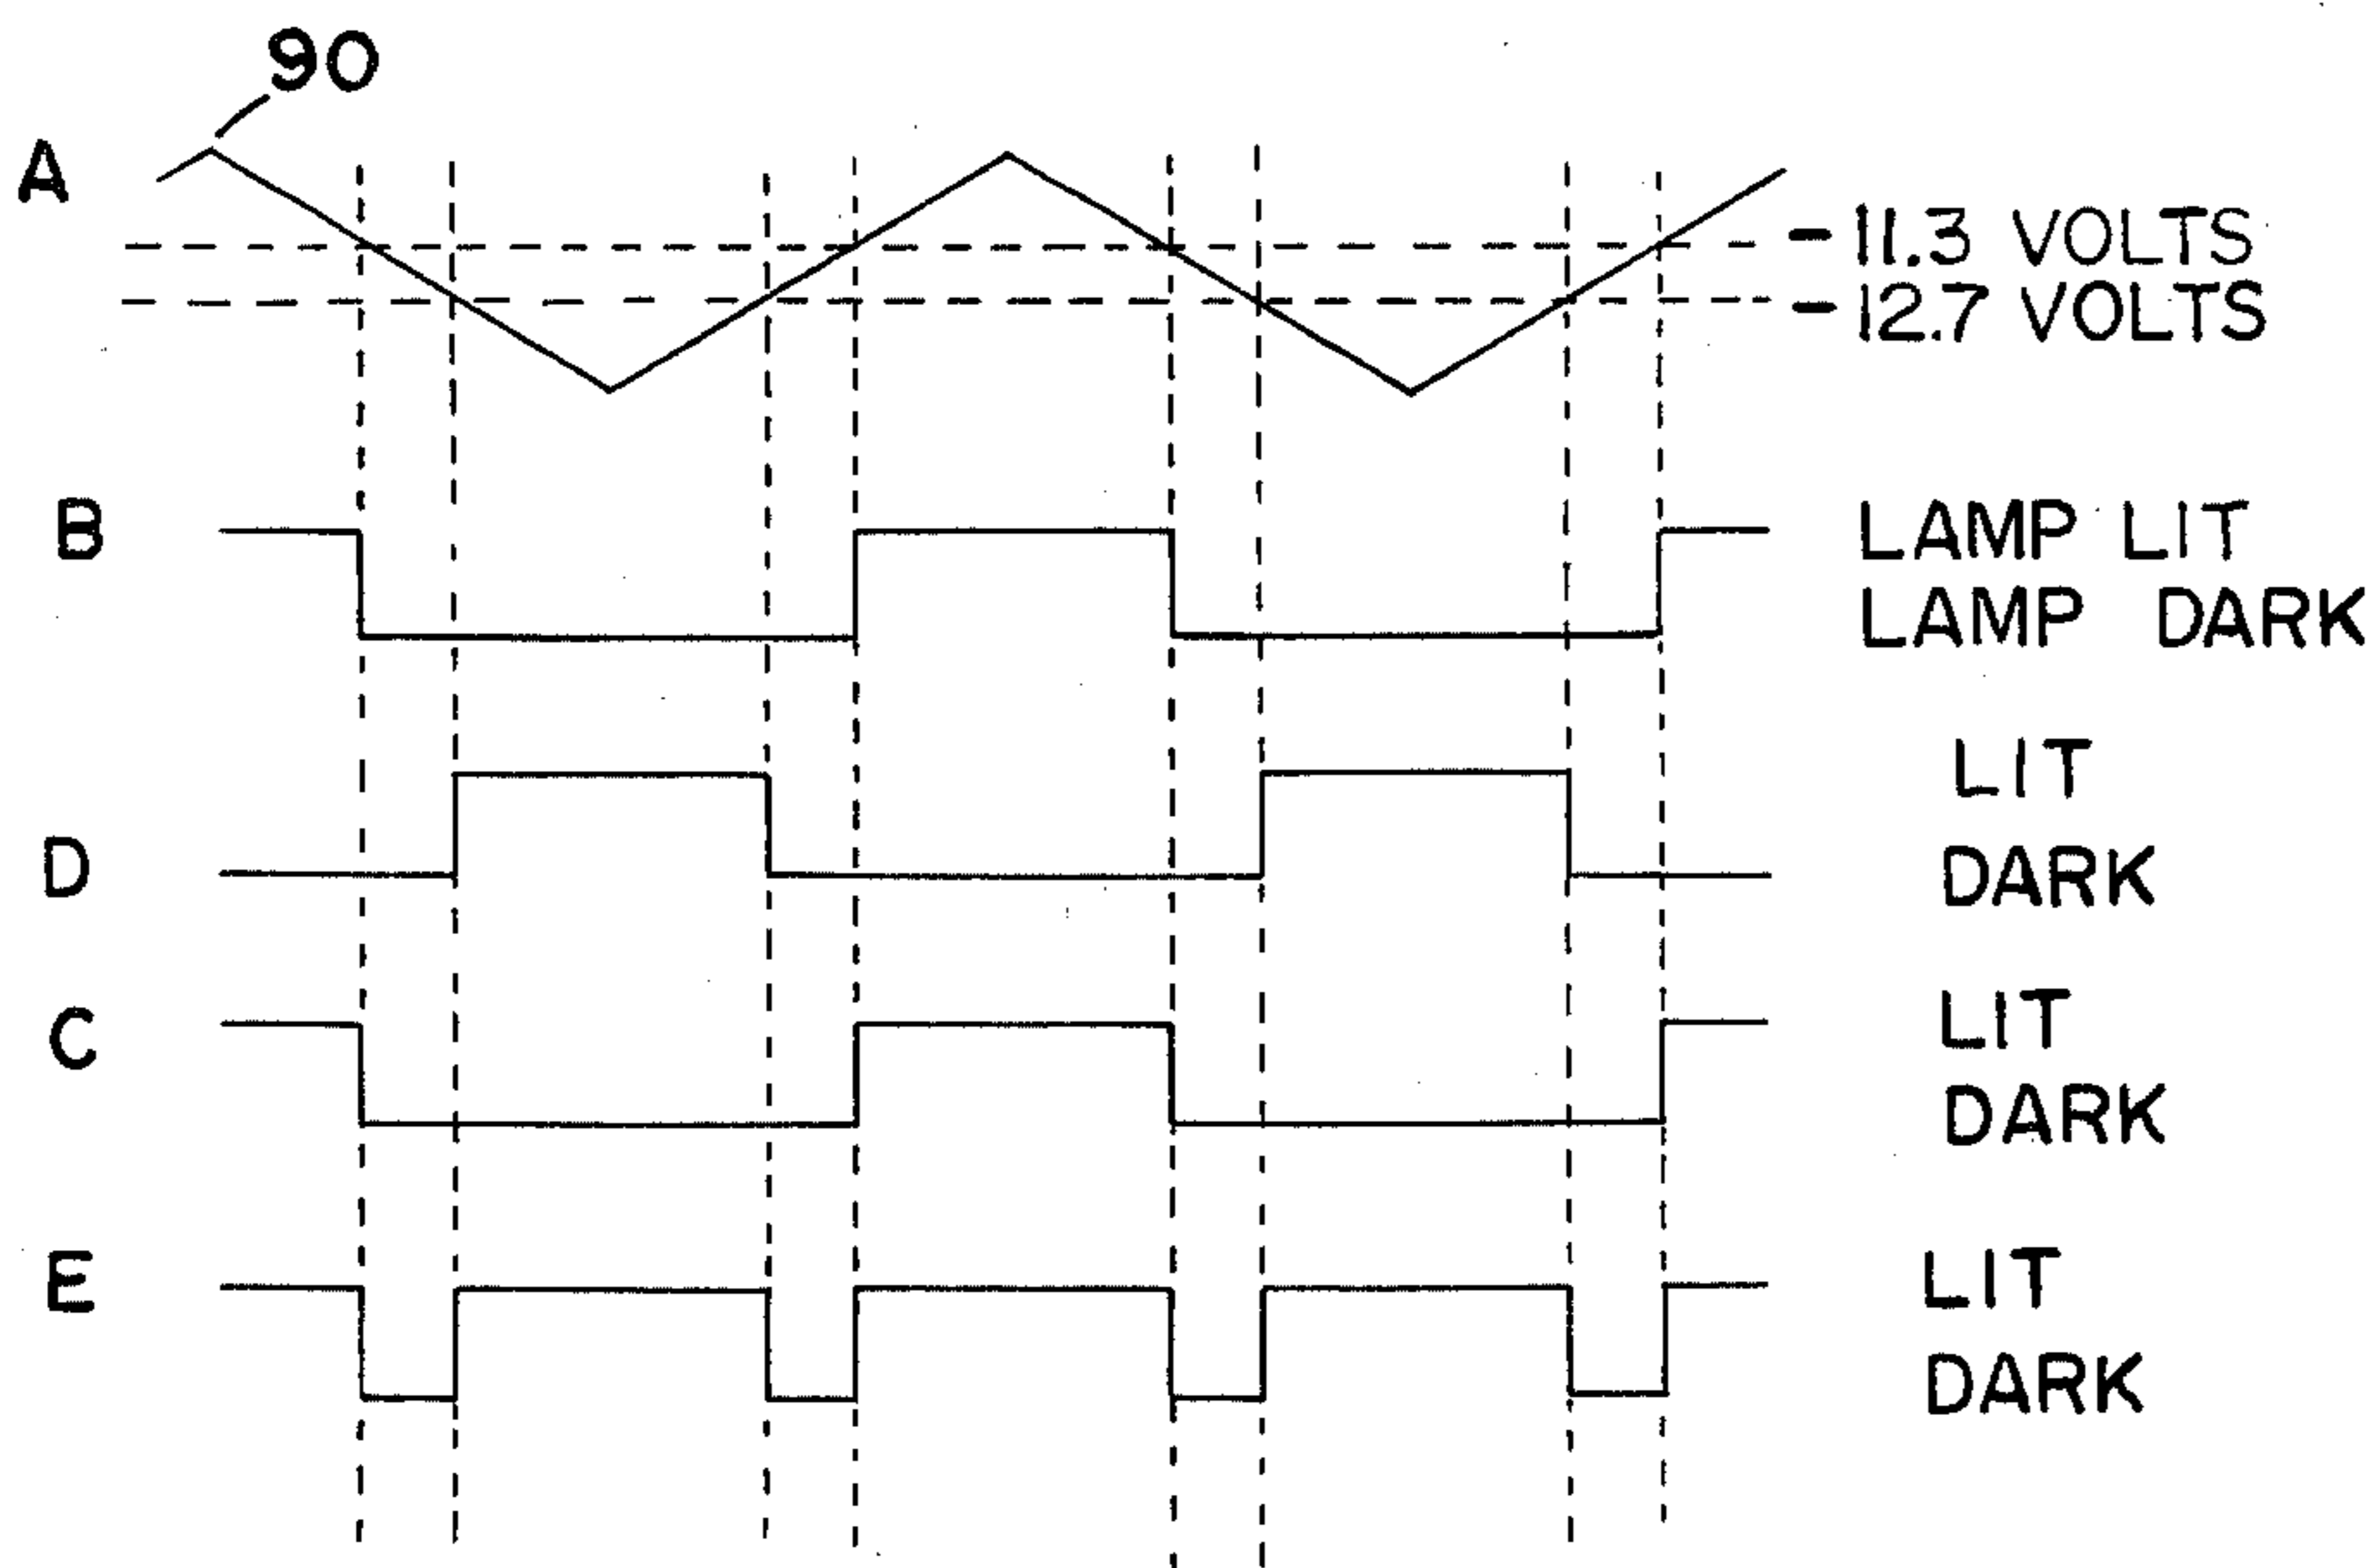 90
A
-11.3 VOLTS
-12.7 VOLTS
B
LAMP LIT
LAMP DARK
LIT
D
DARK
C
LIT
DARK
E
LIT
DARK